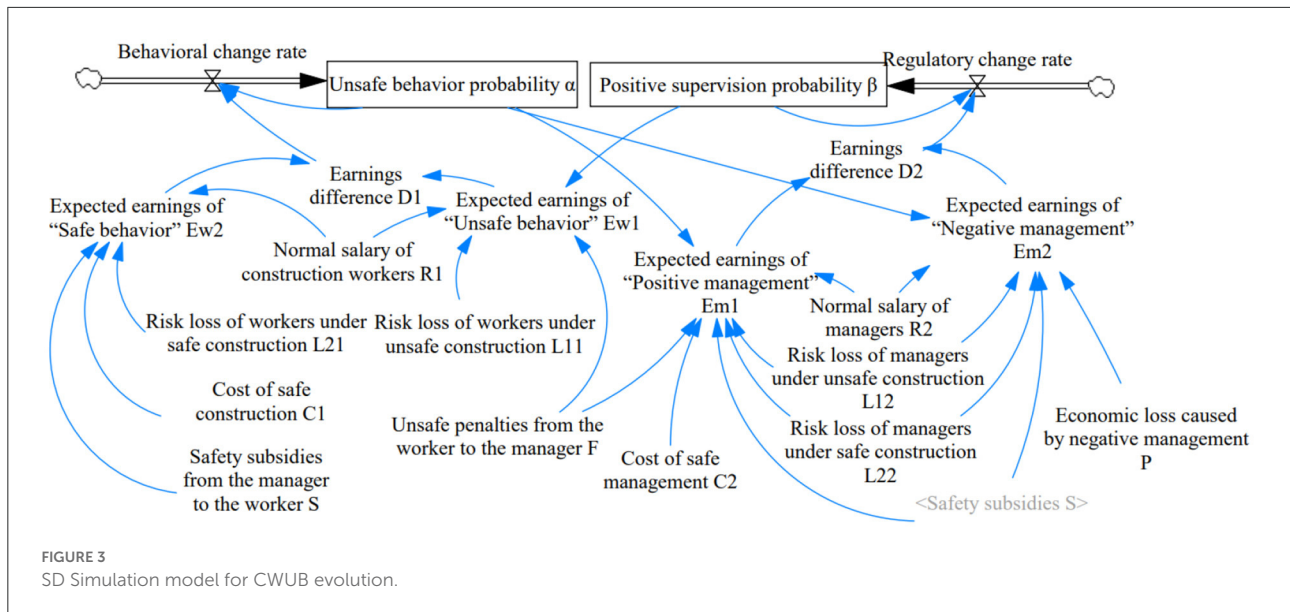 Behavioral change rate
Unsafe behavior probability α
Positive supervision probability β
Regulatory change rate
Earnings
difference D1
Earnings
difference D2
Expected earnings of
“Safe behavior” Ew2
Expected earnings of
“Unsafe behavior” Ew1
Expected earnings of
“Negative management”
Em2
Normal salary of
construction workers R1
Expected earnings of
“Positive management”
Em1
Normal salary of
managers R2
Risk loss of workers under
safe construction L21
Risk loss of workers under
unsafe construction L11
Risk loss of managers
under unsafe construction
L12
Cost of safe
construction C1
Unsafe penalties from the
worker to the manager F
Risk loss of managers
under safe construction
L22
Economic loss caused
by negative management
P
Safety subsidies
from the manager
to the worker S
Cost of safe
management C2
<Safety subsidies S>
FIGURE 3
SD Simulation model for CWUB evolution.